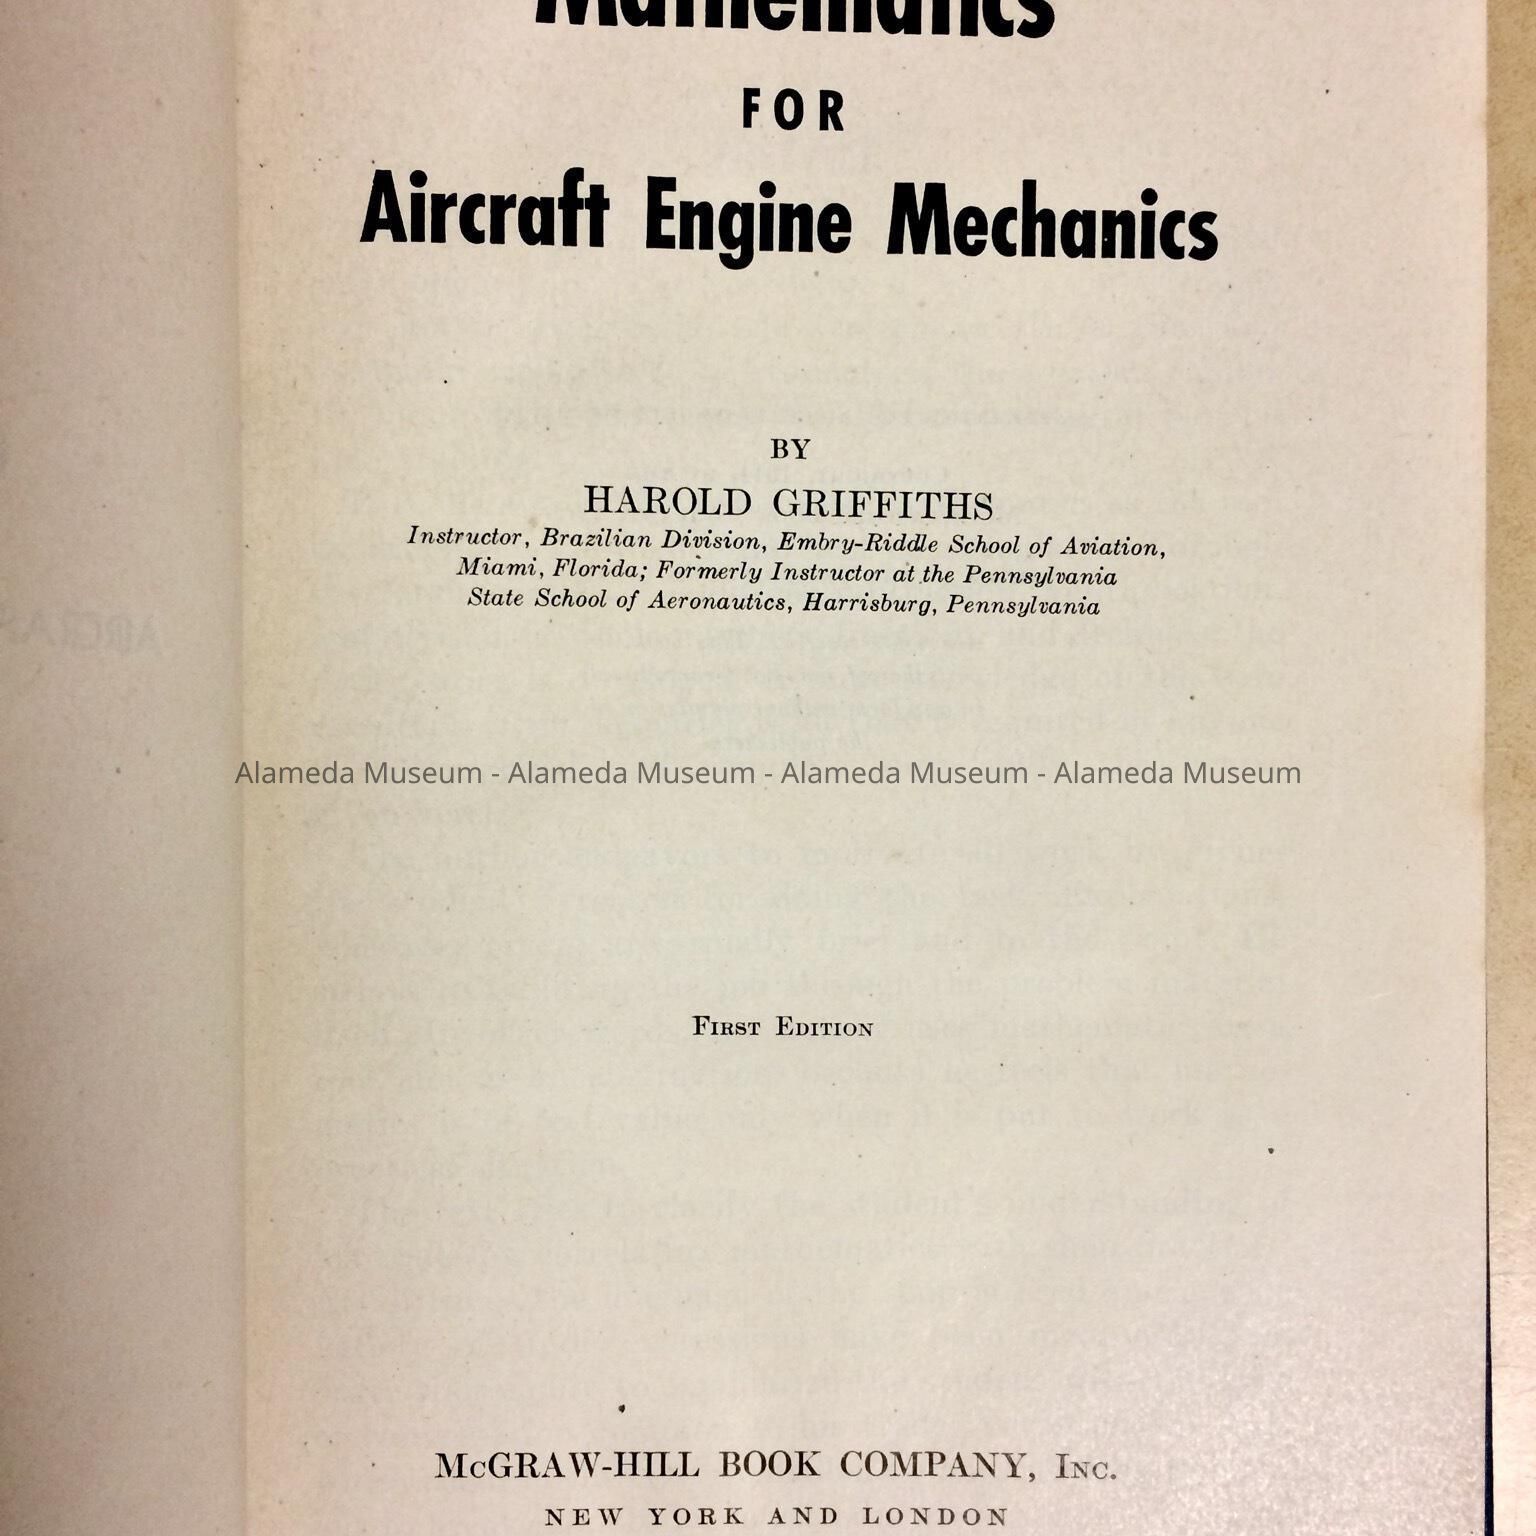 Mathematics
FOR
Aircraft Engine Mechanics
BY
HAROLD GRIFFITHS
Instructor, Brazilian Division, Embry-Riddle School of Aviation,
Miami, Florida; Formerly Instructor at the Pennsylvania
State School of Aeronautics, Harrisburg, Pennsylvania
Alameda Museum - Alameda Museum - Alameda Museum - Alameda Museum
First Edition
McGRAW-HILL BOOK COMPANY, Inc.
NEW YORK AND LONDON